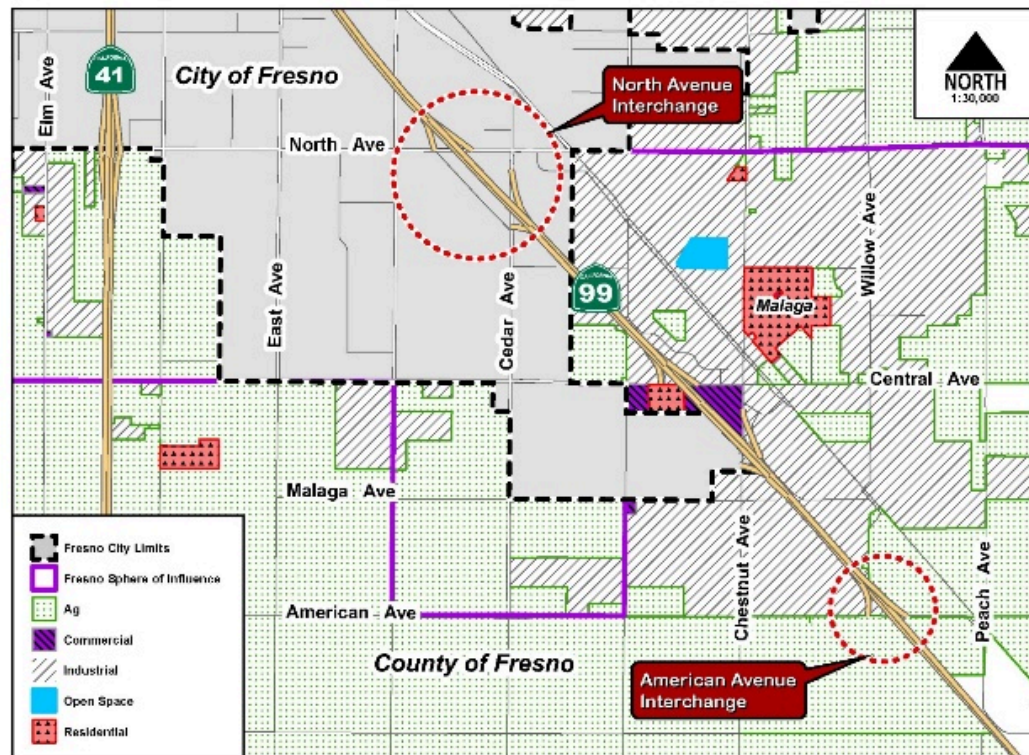 41
Elm - Ave
City of Fresno
North Avenue
Interchange
NORTH
1:30,000
North Ave
East - Ave
Cedar Ave
CALIFORNIA
99
Willow - Ave
Malaga
Central Ave
Malaga Ave
American Ave
Chestnut - Ave
Peach - Ave
County of Fresno
American Avenue
Interchange
Fresno City Limits
Fresno Sphere of Influence
Ag
Commercial
Industrial
Open Space
Residential